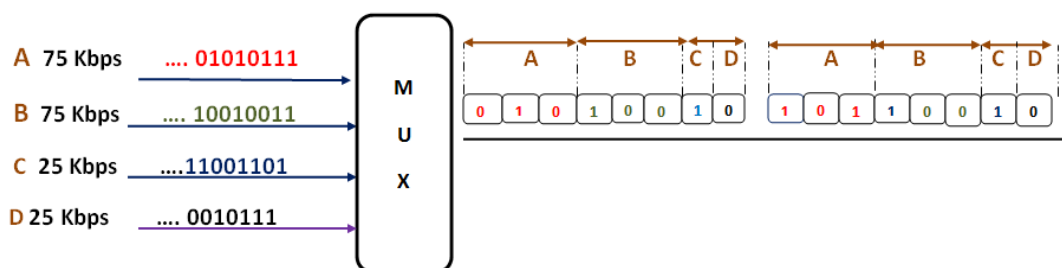 A 75 Kbps .... 01010111
B 75 Kbps .... 10010011
C 25 Kbps ....11001101
D 25 Kbps .... 0010111
M
U
X
A B C D A B C D
0 1 0 1 0 0 1 0 1 0 1 1 0 0 1 0